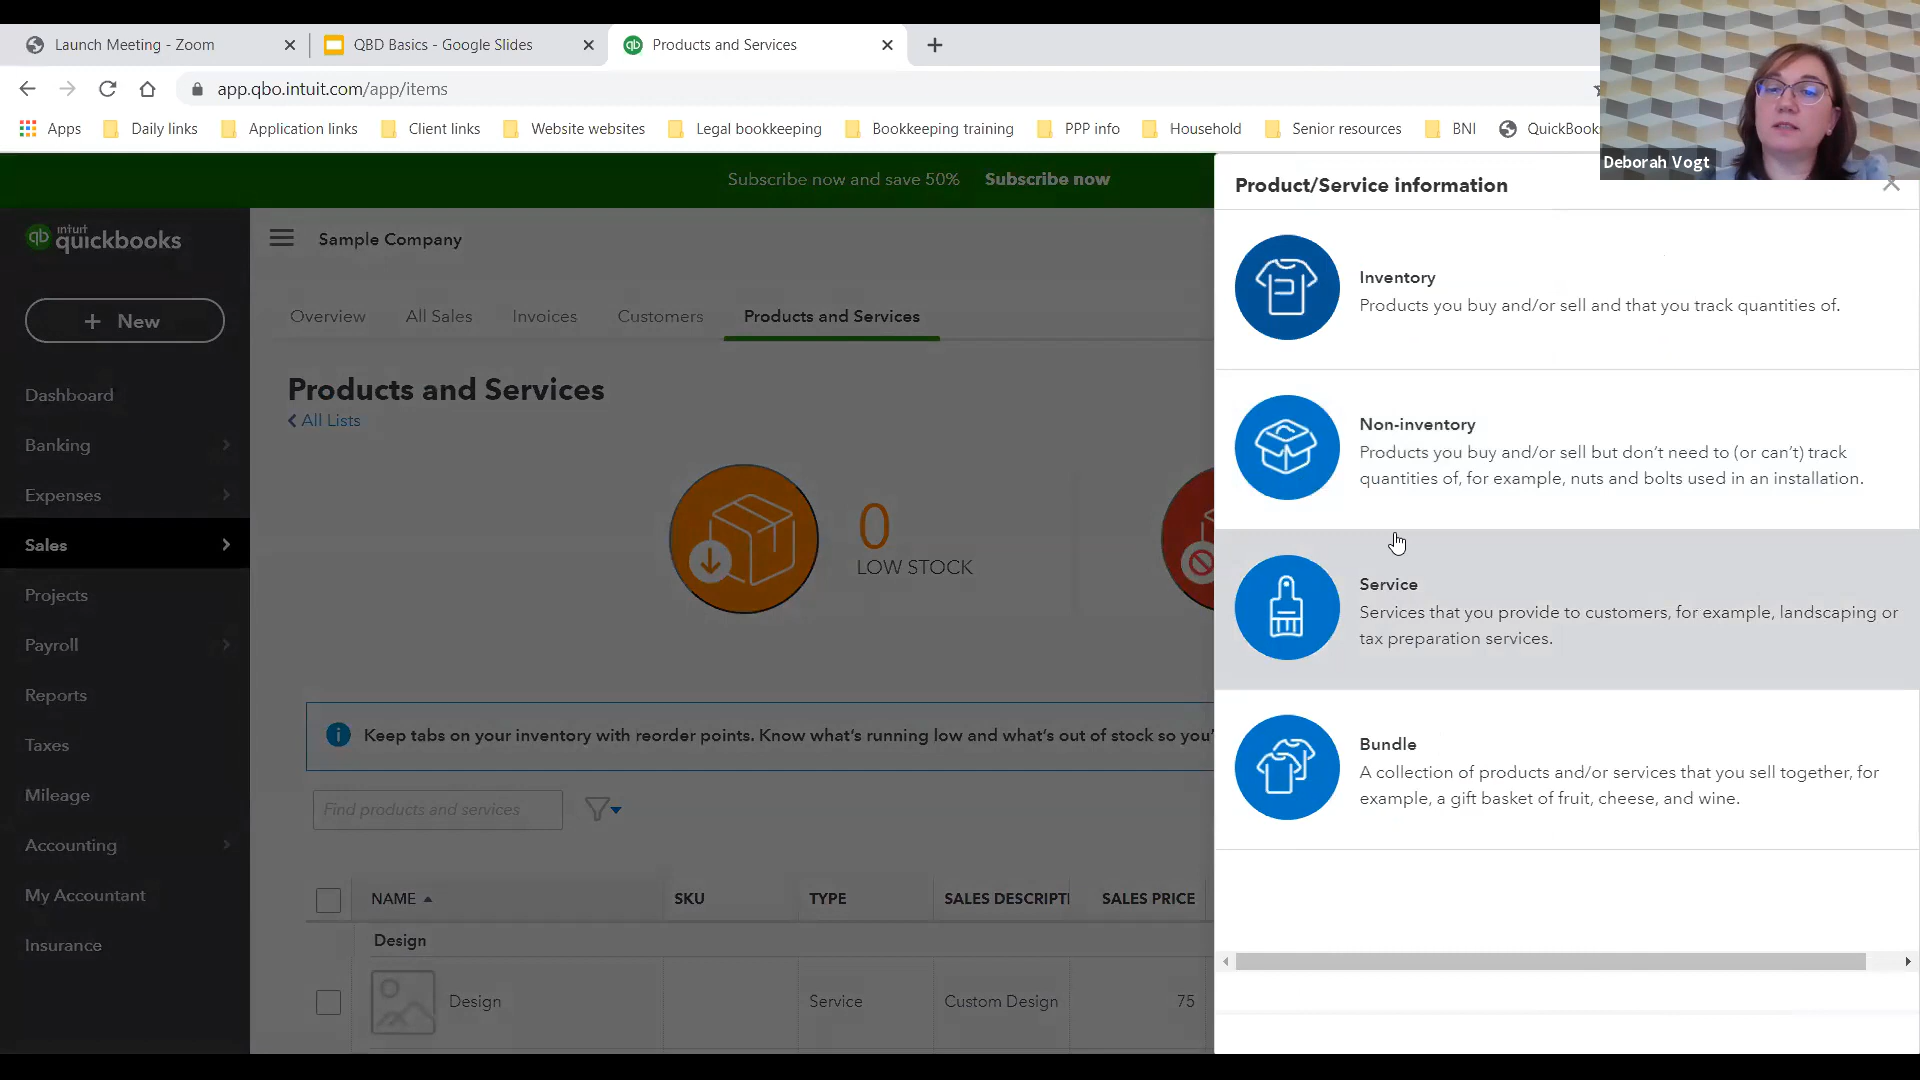 Launch Meeting - Zoom
QBD Basics - Google Slides
qb
Products and Services
app.qbo.intuit.com/app/items
Apps
Daily links
Application links
Client links
Website websites
Legal bookkeeping
Bookkeeping training
PPP info
Household
Senior resources
BNI
QuickBook
Deborah Vogt
Subscribe now and save 50%
Subscribe now
qb
intuit
quickbooks
+ New
Dashboard
Banking
Expenses
Sales
Projects
Payroll
Reports
Taxes
Mileage
Accounting
My Accountant
Insurance
Sample Company
Overview
All Sales
Invoices
Customers
Products and Services
Products and Services
All Lists
0
LOW STOCK
i
Keep tabs on your inventory with reorder points. Know what's running low and what's out of stock so you'
Find products and services
NAME
SKU
TYPE
SALES DESCRIPTI
SALES PRICE
Design
Design
Service
Custom Design
75
Product/Service information
Inventory
Products you buy and/or sell and that you track quantities of.
Non-inventory
Products you buy and/or sell but don't need to (or can't) track
quantities of, for example, nuts and bolts used in an installation.
Service
Services that you provide to customers, for example, landscaping or
tax preparation services.
Bundle
A collection of products and/or services that you sell together, for
example, a gift basket of fruit, cheese, and wine.